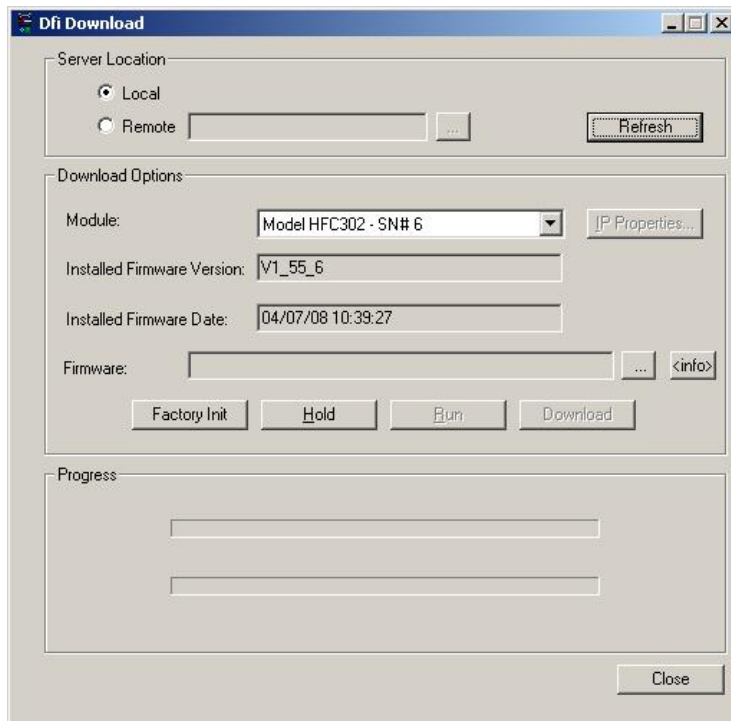 Dfi Download
Server Location
Local
Remote ... Refresh
Download Options
Module: Model HFC302 - SN# 6 IP Properties...
Installed Firmware Version: V1_55_6
Installed Firmware Date: 04/07/08 10:39:27
Firmware: ... <info>
Factory Init Hold Run Download
Progress
Close